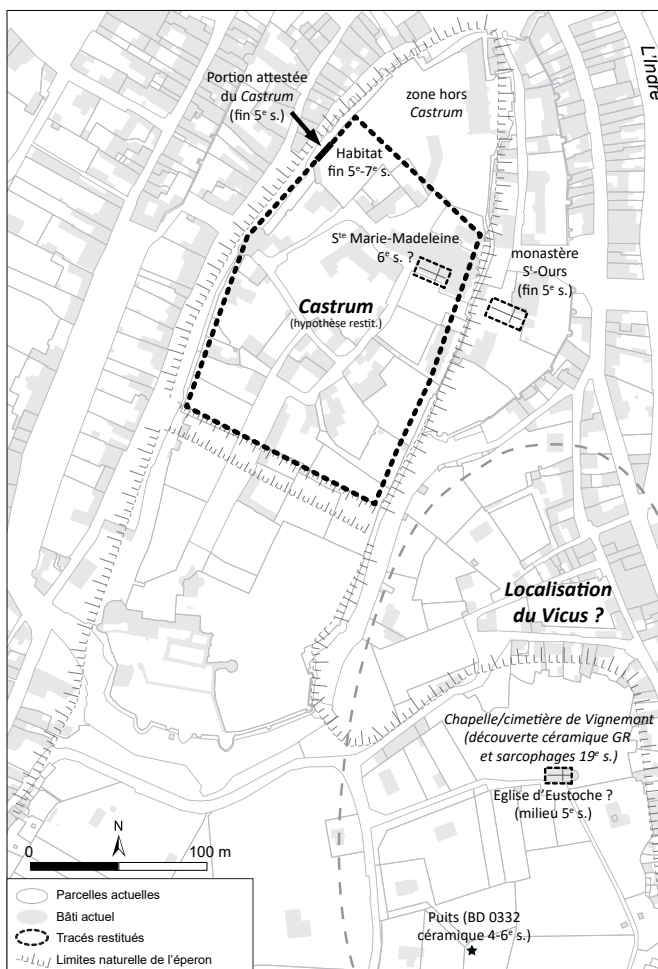 Portion attestée
du Castrum
(fin 5e s.)
zone hors
Castrum
L'Indre
Habitat
fin 5e-7e s.
Ste Marie-Madeleine
6e s. ?
monastère
St-Ours
(fin 5e s.)
Castrum
(hypothèse restit.)
Localisation
du Vicus ?
Chapelle/cimetière de Vignemont
(découverte céramique GR
et sarcophages 19e s.)
Eglise d'Eustoche ?
(milieu 5e s.)
N
0 100 m
Puits (BD 0332
céramique 4-6e s.)
Parcelles actuelles
Bâti actuel
Tracés restitués
Limites naturelle de l'éperon